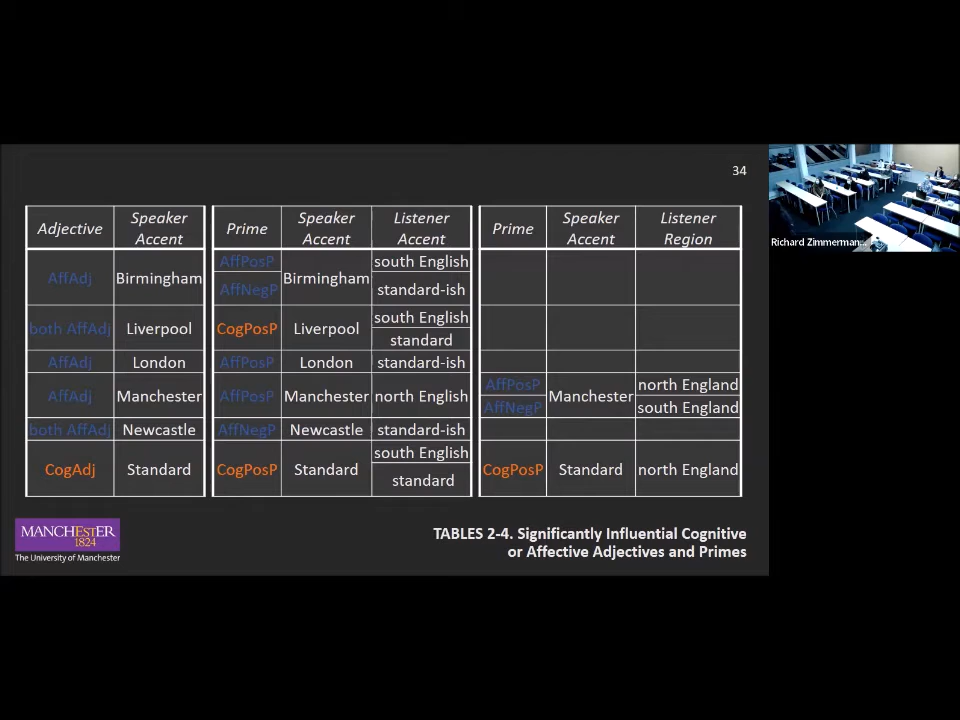 34
Adjective Speaker Accent
AffAdj Birmingham
both AffAdj Liverpool
AffAdj London
AffAdj Manchester
both AffAdj Newcastle
CogAdj Standard
Prime Speaker Accent Listener Accent
AffPosP Birmingham south English
AffNegP standard-ish
CogPosP Liverpool south English
standard
AffPosP London standard-ish
AffPosP Manchester north English
AffNegP Newcastle standard-ish
CogPosP Standard south English
standard
Prime Speaker Accent Listener Region
AffPosP Manchester north England
AffNegP south England
CogPosP Standard north England
MANCHESTER
1824
The University of Manchester
TABLES 2-4. Significantly Influential Cognitive
or Affective Adjectives and Primes
Richard Zimmerman...